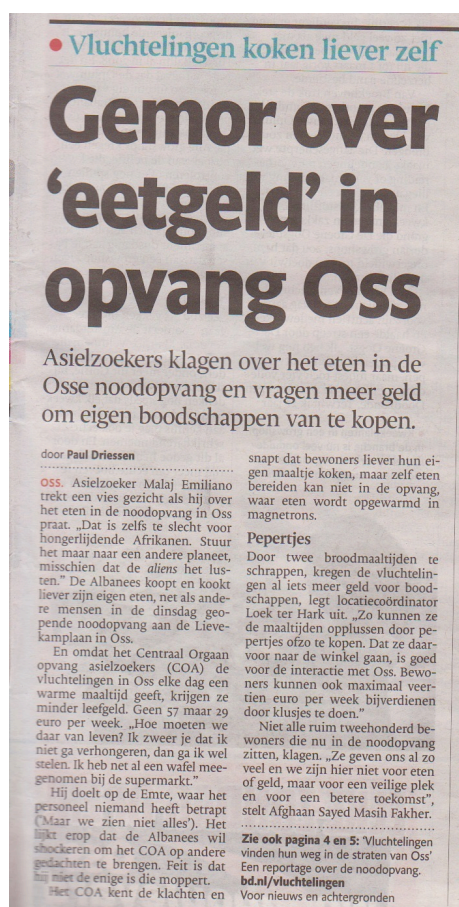 • Vluchtelingen koken liever zelf
Gemor over
‘eetgeld’ in
opvang Oss
Asielzoekers klagen over het eten in de
Osse noodopvang en vragen meer geld
om eigen boodschappen van te kopen.
door Paul Driessen
OSS. Asielzoeker Malaj Emiliano
trekt een vies gezicht als hij over
het eten in de noodopvang in Oss
praat. „Dat is zelfs te slecht voor
hongerlijdende Afrikanen. Stuur
het maar naar een andere planeet,
misschien dat de aliens het lus-
ten.” De Albanees koopt en kookt
liever zijn eigen eten, net als ande-
re mensen in de dinsdag geo-
pende noodopvang aan de Lieve-
kamplaan in Oss.
En omdat het Centraal Orgaan
opvang asielzoekers (COA) de
vluchtelingen in Oss elke dag een
warme maaltijd geeft, krijgen ze
minder leefgeld. Geen 57 maar 29
euro per week. „Hoe moeten we
daar van leven? Ik zweer je dat ik
niet ga verhongeren, dan ga ik wel
stelen. Ik heb net al een wafel mee-
genomen bij de supermarkt.”
Hij doelt op de Emte, waar het
personeel niemand heeft betrapt
(‘Maar we zien niet alles’). Het
lijkt erop dat de Albanees wil
shockeren om het COA op andere
gedachten te brengen. Feit is dat
hij niet de enige is die moppert.
Het COA kent de klachten en
snapt dat bewoners liever hun ei-
gen maaltje koken, maar zelf eten
bereiden kan niet in de opvang,
waar eten wordt opgewarmd in
magnetrons.
Pepertjes
Door twee broodmaaltijden te
schrappen, kregen de vluchtelin-
gen al iets meer geld voor bood-
schappen, legt locatiecoördinator
Loek ter Hark uit. „Zo kunnen ze
de maaltijden opplussen door pe-
pertjes ofzo te kopen. Dat ze daar-
voor naar de winkel gaan, is goed
voor de interactie met Oss. Bewo-
ners kunnen ook maximaal veer-
tien euro per week bijverdienen
door klusjes te doen.”
Niet alle ruim tweehonderd be-
woners die nu in de noodopvang
zitten, klagen. „Ze geven ons al zo
veel en we zijn hier niet voor eten
of geld, maar voor een veilige plek
en voor een betere toekomst”,
stelt Afghaan Sayed Masih Fakher.
Zie ook pagina 4 en 5: ‘Vluchtelingen
vinden hun weg in de straten van Oss’
Een reportage over de noodopvang.
bd.nl/vluchtelingen
Voor nieuws en achtergronden